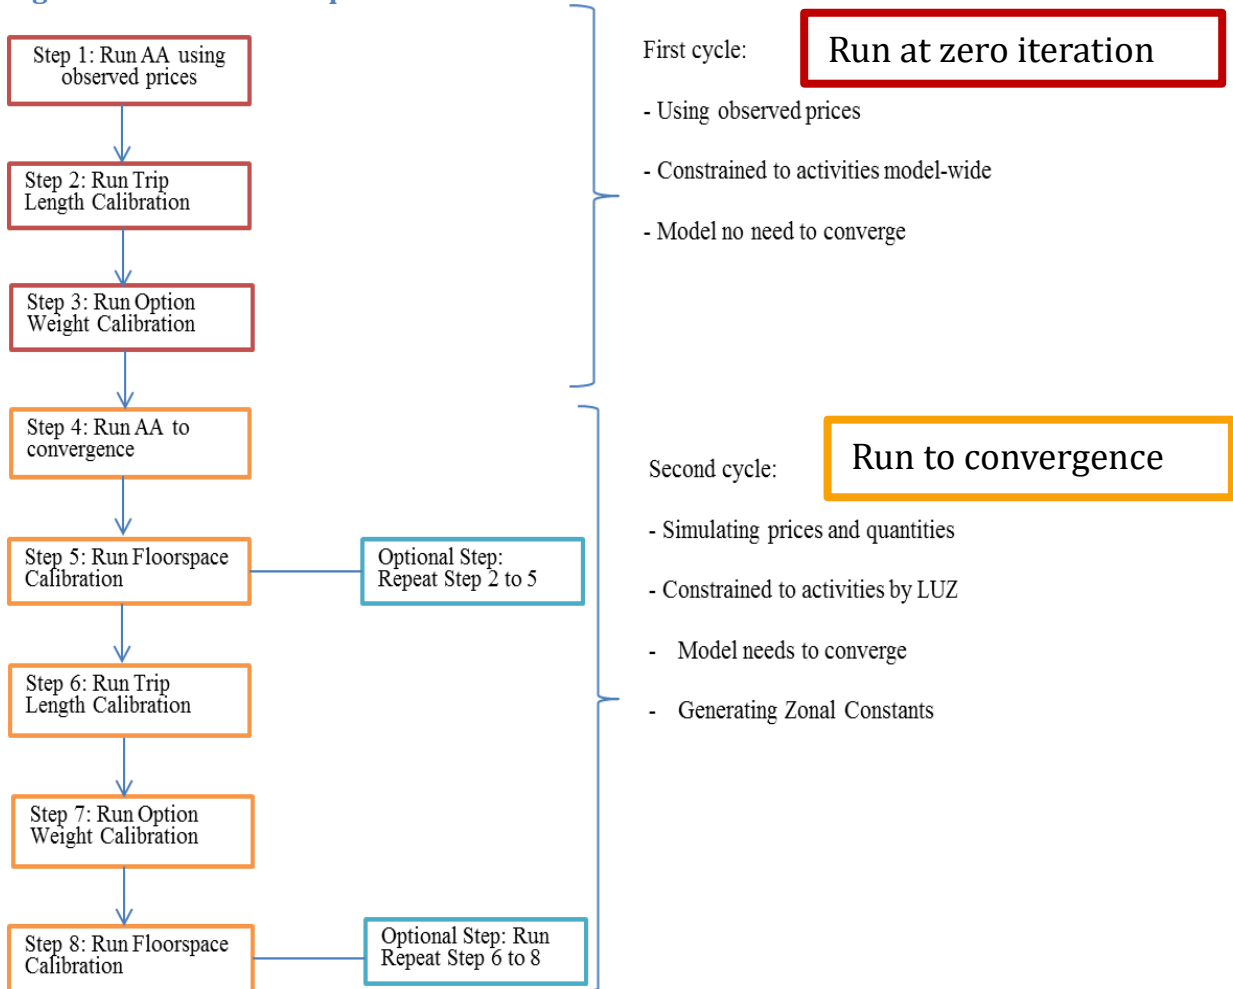 Step 1: Run AA using
observed prices
Step 2: Run Trip
Length Calibration
Step 3: Run Option
Weight Calibration
Step 4: Run AA to
convergence
Step 5: Run Floorspace
Calibration
Optional Step:
Repeat Step 2 to 5
Step 6: Run Trip
Length Calibration
Step 7: Run Option
Weight Calibration
Step 8: Run Floorspace
Calibration
Optional Step: Run
Repeat Step 6 to 8
First cycle:
Run at zero iteration
- Using observed prices
- Constrained to activities model-wide
- Model no need to converge
Second cycle:
Run to convergence
- Simulating prices and quantities
- Constrained to activities by LUZ
- Model needs to converge
- Generating Zonal Constants